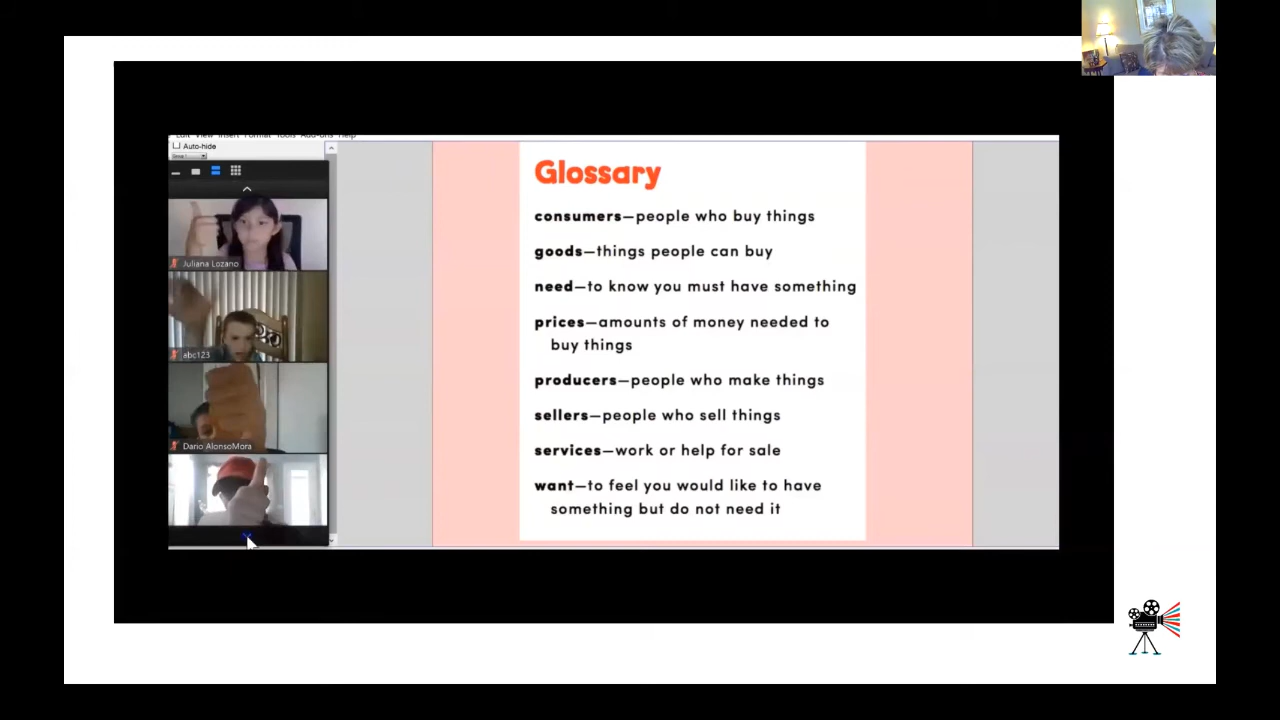 Edit View Insert Format Tools Add-ons Help
Auto-hide
Juliana Lozano
abc123
Dario AlonsoMora
Glossary
consumers—people who buy things
goods—things people can buy
need—to know you must have something
prices—amounts of money needed to
buy things
producers—people who make things
sellers—people who sell things
services—work or help for sale
want—to feel you would like to have
something but do not need it